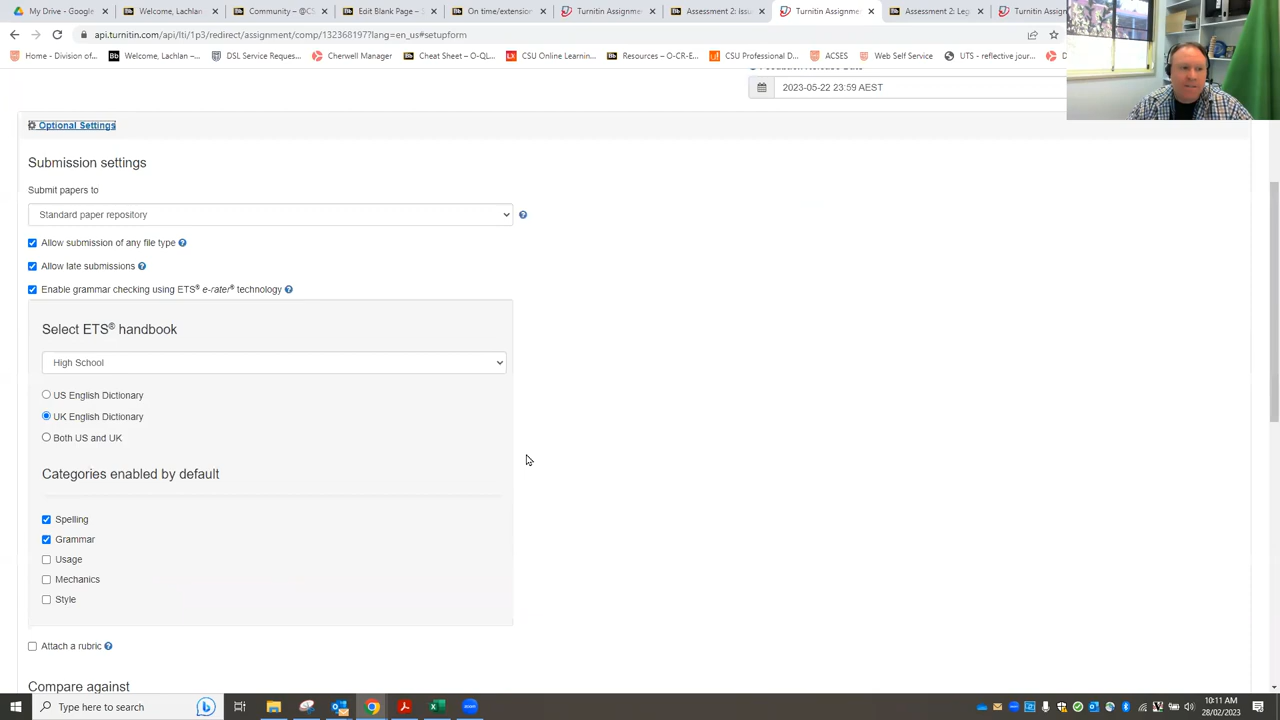 My Drive - Google D
Welcome, Lachlan
Community – @CS
Edit Blank Page –
On time/extension
Turnitin Assignme
Assessment 2: issu
Turnitin Assignme
Assessment 2: Leg
Turnitin Assig
api.turnitin.com/api/lti/1p3/redirect/assignment/comp/132368197?lang=en_us#setupform
Home - Division of...
Welcome, Lachlan –...
DSL Service Reques...
Cherwell Manager
Cheat Sheet – O-QL...
CSU Online Learnin...
Resources – O-CR-E...
CSU Professional D...
ACSES
Web Self Service
UTS - reflective jour...
Feedback Release Date
2023-05-22 23:59 AEST
Optional Settings
Submission settings
Submit papers to
Standard paper repository
Allow submission of any file type
Allow late submissions
Enable grammar checking using ETS® e-rater® technology
Select ETS® handbook
High School
US English Dictionary
UK English Dictionary
Both US and UK
Categories enabled by default
Spelling
Grammar
Usage
Mechanics
Style
Attach a rubric
Compare against
Type here to search
10:11 AM
28/02/2023